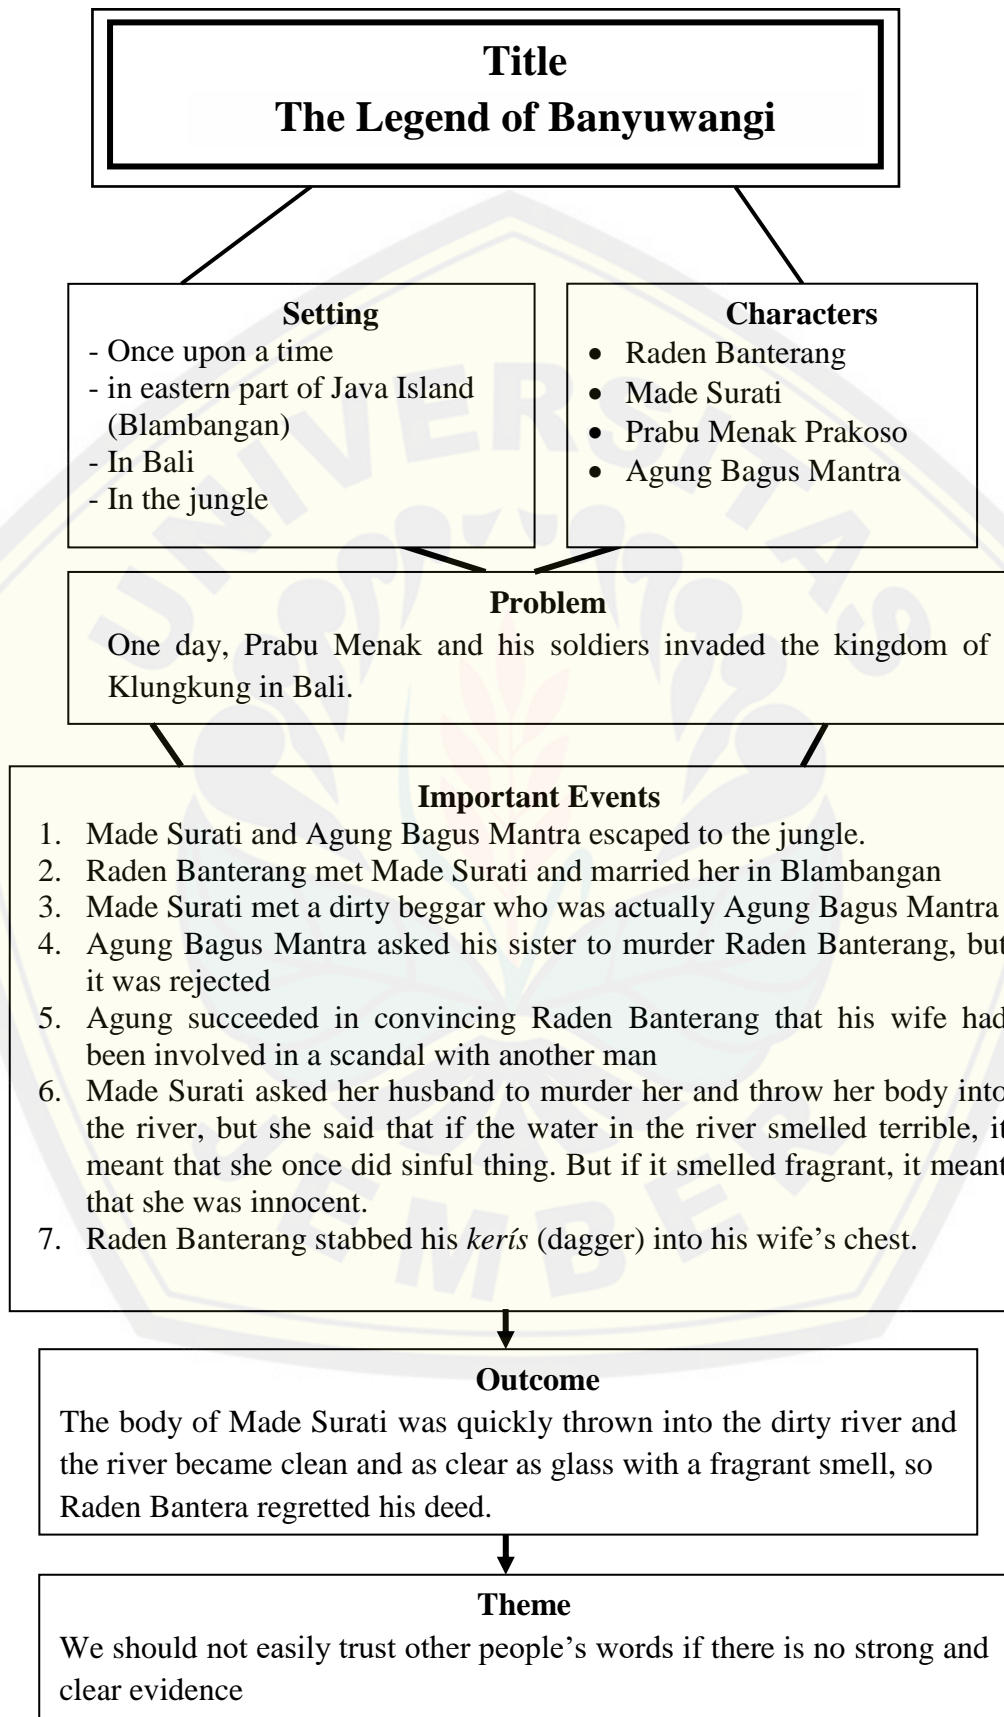 Title
The Legend of Banyuwangi
Setting
- Once upon a time
- in eastern part of Java Island
(Blambangan)
- In Bali
- In the jungle
Characters
• Raden Banterang
• Made Surati
• Prabu Menak Prakoso
• Agung Bagus Mantra
Problem
One day, Prabu Menak and his soldiers invaded the kingdom of
Klungkung in Bali.
Important Events
1. Made Surati and Agung Bagus Mantra escaped to the jungle.
2. Raden Banterang met Made Surati and married her in Blambangan
3. Made Surati met a dirty beggar who was actually Agung Bagus Mantra
4. Agung Bagus Mantra asked his sister to murder Raden Banterang, but
it was rejected
5. Agung succeeded in convincing Raden Banterang that his wife had
been involved in a scandal with another man
6. Made Surati asked her husband to murder her and throw her body into
the river, but she said that if the water in the river smelled terrible, it
meant that she once did sinful thing. But if it smelled fragrant, it meant
that she was innocent.
7. Raden Banterang stabbed his kerís (dagger) into his wife's chest.
Outcome
The body of Made Surati was quickly thrown into the dirty river and
the river became clean and as clear as glass with a fragrant smell, so
Raden Bantera regretted his deed.
Theme
We should not easily trust other people's words if there is no strong and
clear evidence
UNIVERSITAS
JEMBER